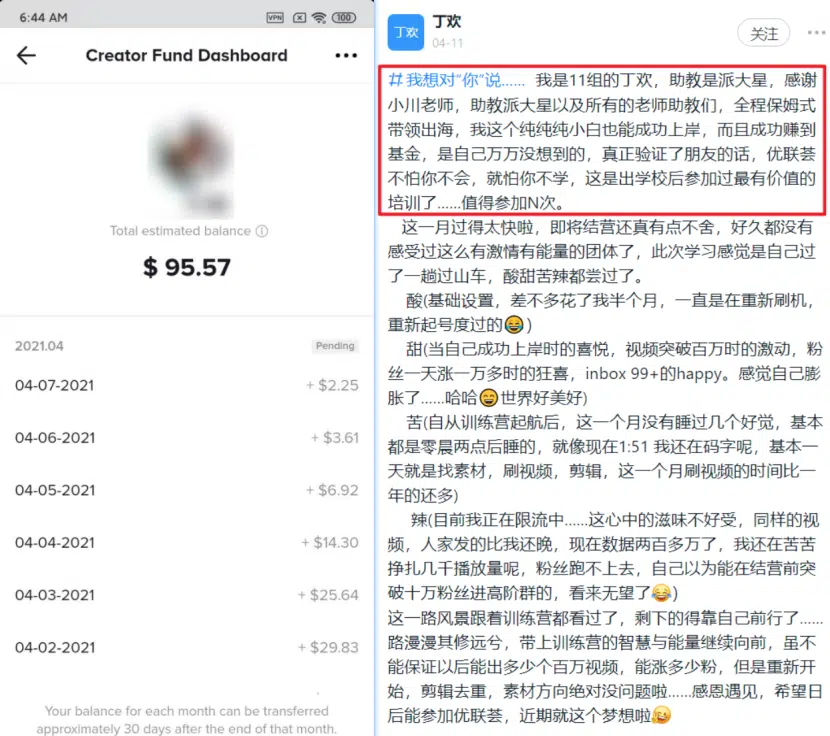 6:44 AM
VPN
100
Creator Fund Dashboard
Total estimated balance
$ 95.57
2021.04
Pending
04-07-2021
+ $2.25
04-06-2021
+ $3.61
04-05-2021
+ $6.92
04-04-2021
+ $14.30
04-03-2021
+ $25.64
04-02-2021
+ $29.83
Your balance for each month can be transferred
approximately 30 days after the end of that month.
丁欢
丁欢
04-11
关注
#我想对“你”说…… 我是11组的丁欢，助教是派大星，感谢
小川老师，助教派大星以及所有的老师助教们，全程保姆式
带领出海，我这个纯纯纯小白也能成功上岸，而且成功赚到
基金，是自己万万没想到的，真正验证了朋友的话，优联荟
不怕你不会，就怕你不学，这是出学校后参加过最有价值的
培训了……值得参加N次。
这一月过得太快啦，即将结营还真有点不舍，好久都没有
感受过这么有激情有能量的团体了，此次学习感觉是自己过
了一趟过山车，酸甜苦辣都尝过了。
酸(基础设置，差不多花了我半个月，一直是在重新刷机，
重新起号度过的😂)
甜(当自己成功上岸时的喜悦，视频突破百万时的激动，粉
丝一天涨一万多时的狂喜，inbox 99+的happy。感觉自己膨
胀了……哈哈😄世界好美好)
苦(自从训练营起航后，这一个月没有睡过几个好觉，基本
都是零晨两点后睡的，就像现在1:51 我还在码字呢，基本一
天就是找素材，刷视频，剪辑，这一个月刷视频的时间比一
年的还多)
辣(目前我正在限流中……这心中的滋味不好受，同样的视
频，人家发的比我还晚，现在数据两百多万了，我还在苦苦
挣扎几千播放量呢，粉丝跑不上去，自己以为能在结营前突
破十万粉丝进高阶群的，看来无望了😂)
这一路风景跟着训练营都看过了，剩下的得靠自己前行了……
路漫漫其修远兮，带上训练营的智慧与能量继续向前，虽不
能保证以后能出多少个百万视频，能涨多少粉，但是重新开
始，剪辑去重，素材方向绝对没问题啦……感恩遇见，希望日
后能参加优联荟，近期就这个梦想啦😋